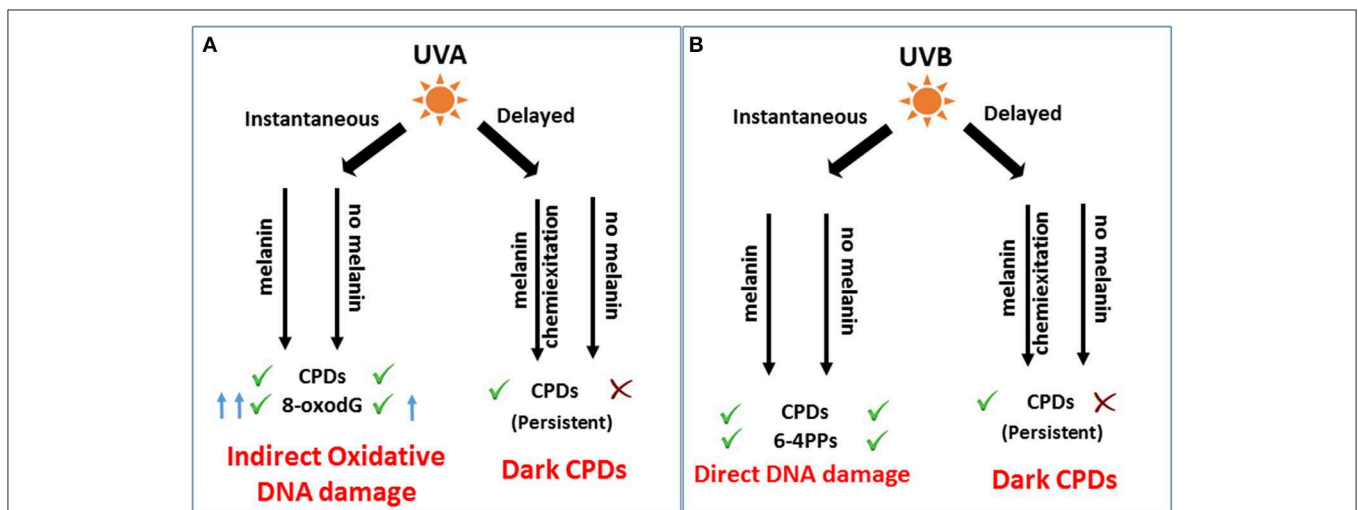 A
UVA
Instantaneous
Delayed
melanin
no melanin
melanin
chemiexitation
no melanin
CPDs
8-oxodG
Indirect Oxidative
DNA damage
CPDs
(Persistent)
Dark CPDs
B
UVB
Instantaneous
Delayed
melanin
no melanin
melanin
chemiexitation
no melanin
CPDs
6-4PPs
Direct DNA damage
CPDs
(Persistent)
Dark CPDs